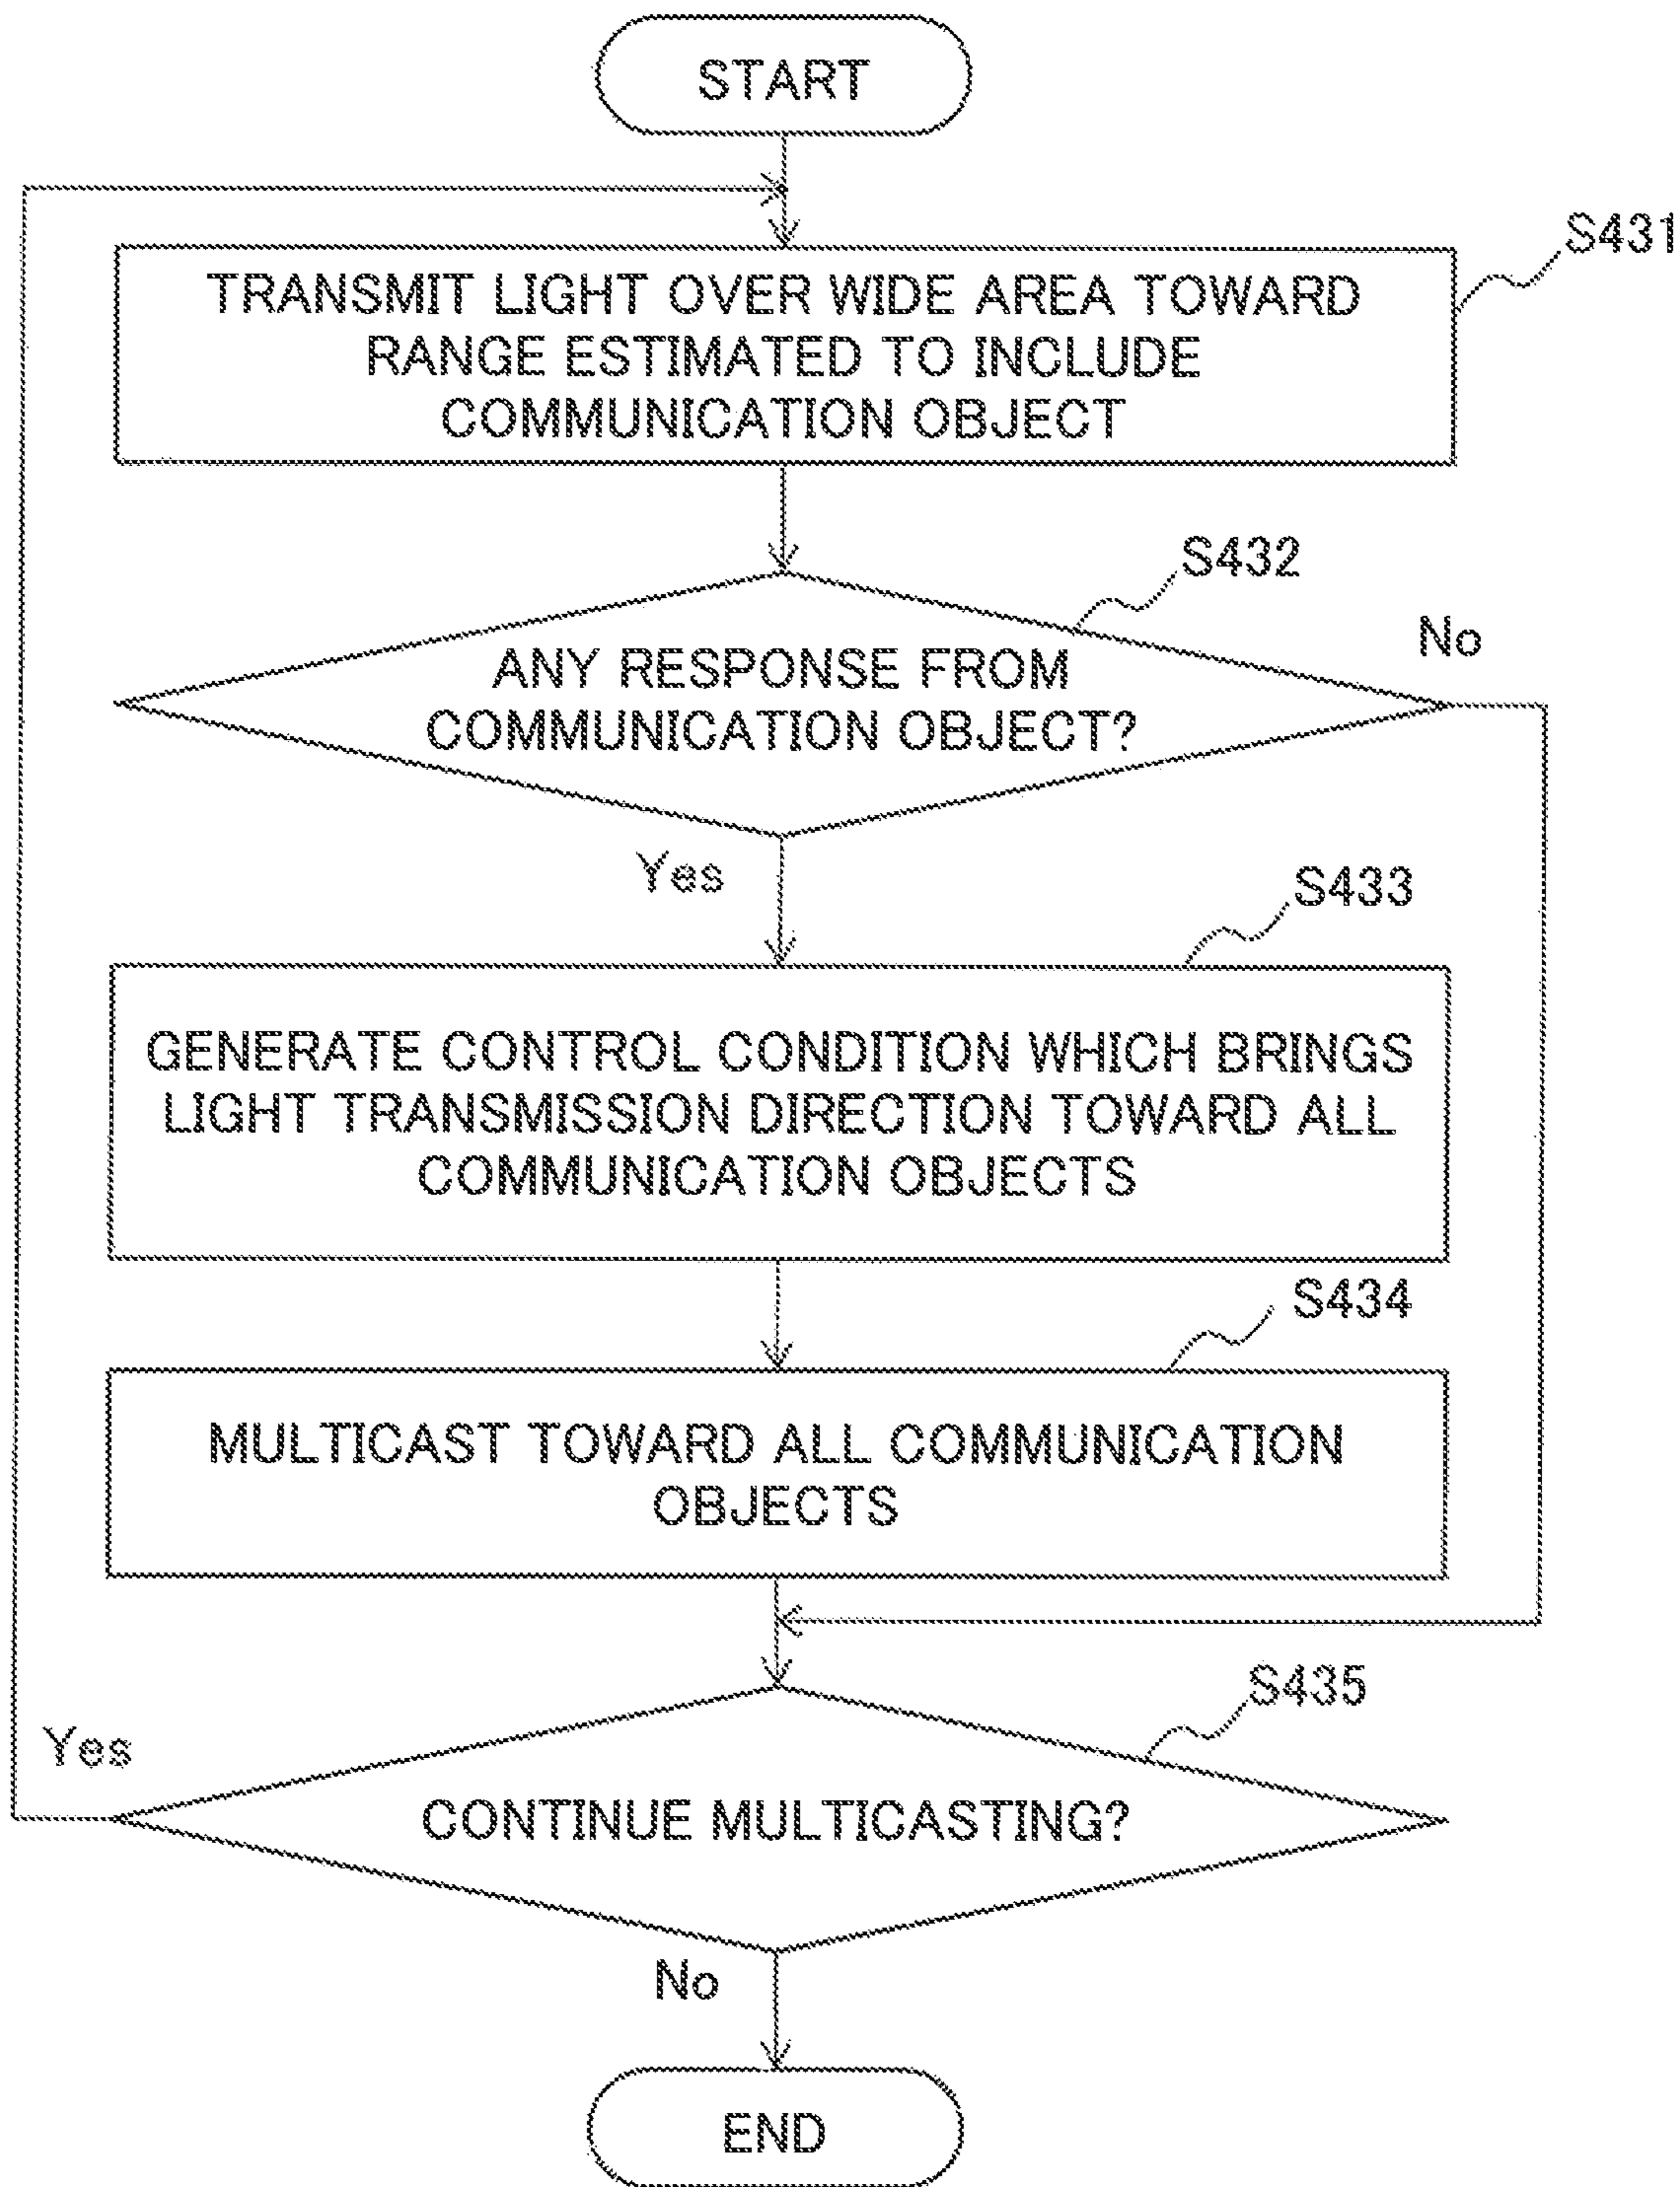 START
S431
TRANSMIT LIGHT OVER WIDE AREA TOWARD
RANGE ESTIMATED TO INCLUDE
COMMUNICATION OBJECT
S432
No
ANY RESPONSE FROM
COMMUNICATION OBJECT?
Yes
S433
GENERATE CONTROL CONDITION WHICH BRINGS
LIGHT TRANSMISSION DIRECTION TOWARD ALL
COMMUNICATION OBJECTS
S434
MULTICAST TOWARD ALL COMMUNICATION
OBJECTS
S435
Yes
CONTINUE MULTICASTING?
No
END